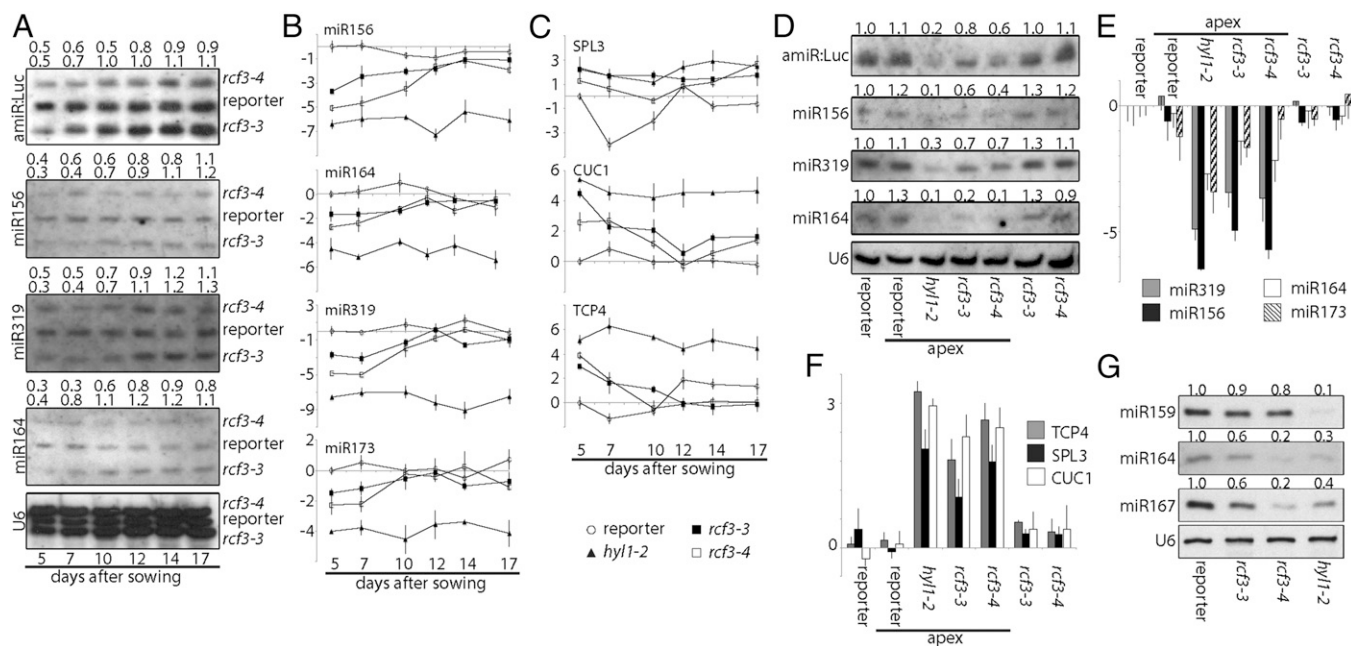 A
0.5 0.6 1.0 0.8 0.9 0.9
0.5 0.7 1.0 1.0 1.1 1.1
amiR:Luc
rcf3-4
reporter
rcf3-3
0.4 0.6 0.6 0.8 0.8 1.1
0.3 0.4 0.7 0.9 1.1 1.2
miR156
rcf3-4
reporter
rcf3-3
0.5 0.5 0.7 0.9 1.2 1.1
0.3 0.4 0.7 1.1 1.2 1.3
miR319
rcf3-4
reporter
rcf3-3
0.3 0.3 0.6 0.8 0.9 0.8
0.4 0.8 1.1 1.2 1.2 1.1
miR164
rcf3-4
reporter
rcf3-3
U6
rcf3-4
reporter
rcf3-3
5 7 10 12 14 17
days after sowing
B
miR156
1
-1
-3
-5
-7
miR164
2
0
-2
-4
-6
miR319
3
0
-3
-6
-9
miR173
2
0
-2
-4
5 7 10 12 14 17
days after sowing
C
SPL3
3
1
-1
-3
CUC1
6
4
2
0
TCP4
6
4
2
0
5 7 10 12 14 17
days after sowing
reporter
rcf3-3
hyl1-2
rcf3-4
D
1.0 1.1 0.2 0.8 0.6 1.0 1.1
amiR:Luc
1.0 1.2 0.1 0.6 0.4 1.3 1.2
miR156
1.0 1.1 0.3 0.7 0.7 1.3 1.1
miR319
1.0 1.3 0.1 0.2 0.1 1.3 0.9
miR164
U6
reporter
reporter
hyl1-2
rcf3-3
rcf3-4
rcf3-3
rcf3-4
apex
E
apex
reporter
reporter
hyl1-2
rcf3-3
rcf3-4
rcf3-3
rcf3-4
0
-5
miR319
miR164
miR156
miR173
F
3
0
TCP4
SPL3
CUC1
reporter
reporter
hyl1-2
rcf3-3
rcf3-4
rcf3-3
rcf3-4
apex
G
1.0 0.9 0.8 0.1
miR159
1.0 0.6 0.2 0.3
miR164
1.0 0.6 0.2 0.4
miR167
U6
reporter
rcf3-3
rcf3-4
hyl1-2